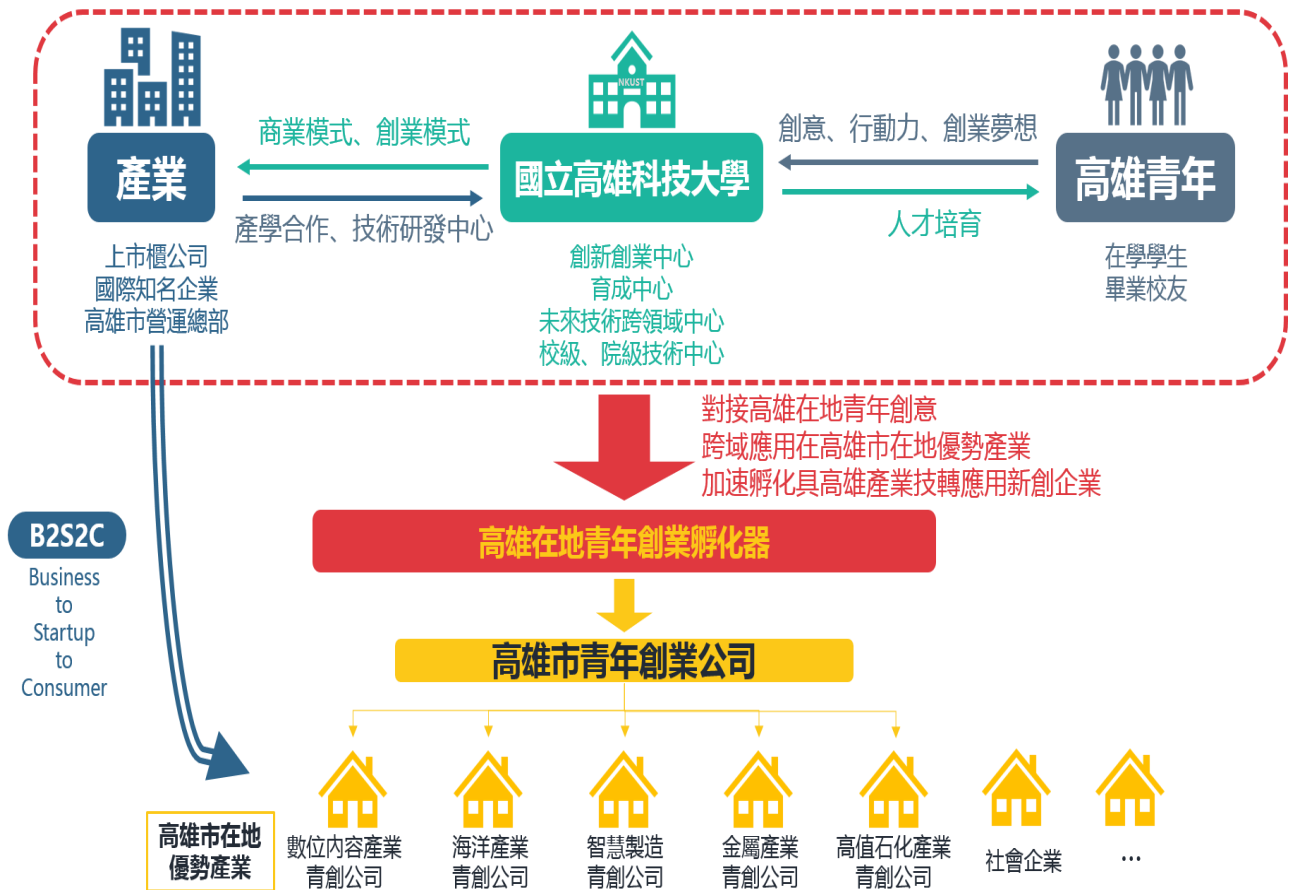 NKUST
商業模式、創業模式
創意、行動力、創業夢想
產業
國立高雄科技大學
高雄青年
產學合作、技術研發中心
人才培育
上市櫃公司
國際知名企業
高雄市營運總部
創新創業中心
育成中心
未來技術跨領域中心
校級、院級技術中心
在學學生
畢業校友
對接高雄在地青年創意
跨域應用在高雄市在地優勢產業
加速孵化具高雄產業技轉應用新創企業
高雄在地青年創業孵化器
B2S2C
Business
to
Startup
to
Consumer
高雄市青年創業公司
高雄市在地
優勢產業
數位內容產業
青創公司
海洋產業
青創公司
智慧製造
青創公司
金屬產業
青創公司
高值石化產業
青創公司
社會企業
...